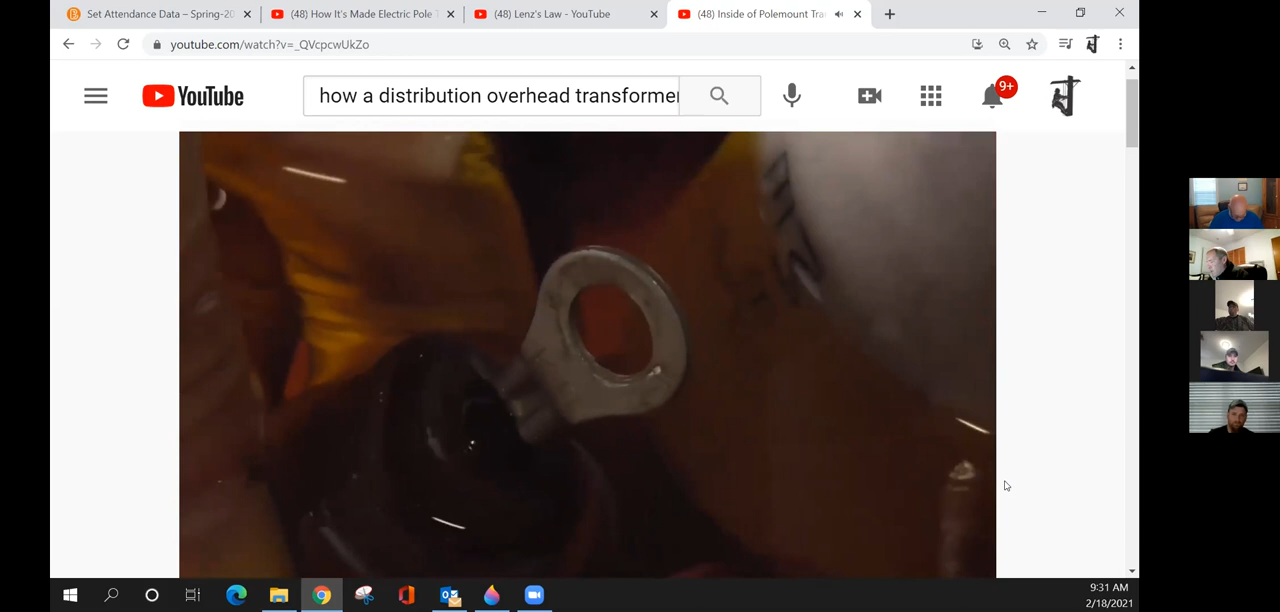 Set Attendance Data – Spring-20
(48) How It's Made Electric Pole T
(48) Lenz's Law - YouTube
(48) Inside of Polemount Tra
youtube.com/watch?v=_QVcpcwUkZo
YouTube
how a distribution overhead transformer
9+
9:31 AM
2/18/2021